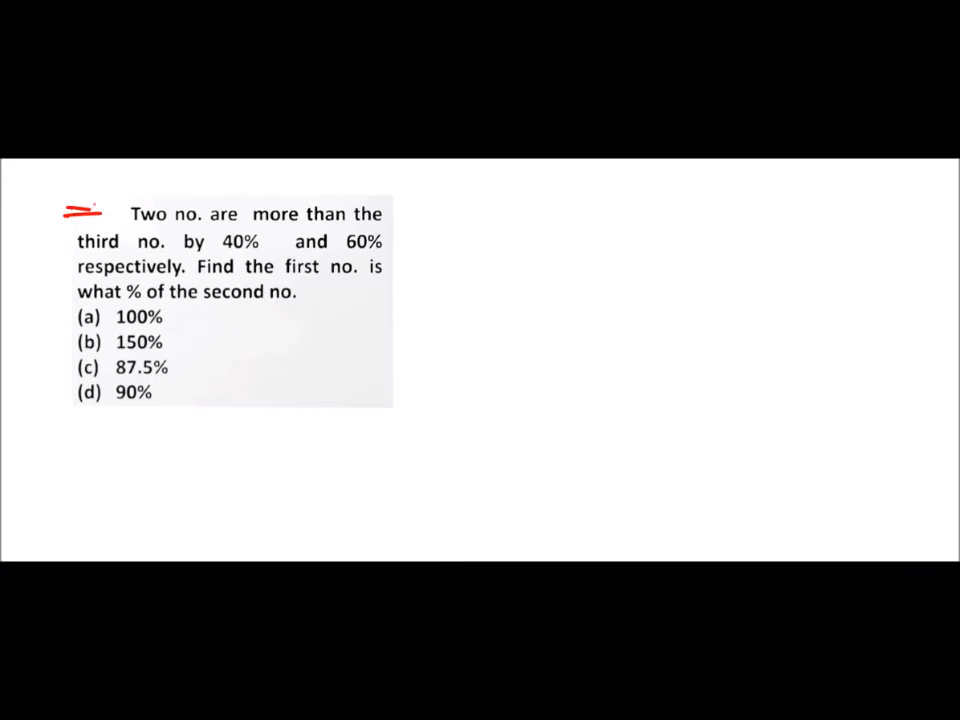 Two no. are more than the
third no. by 40% and 60%
respectively. Find the first no. is
what % of the second no.
(a) 100%
(b) 150%
(c) 87.5%
(d) 90%